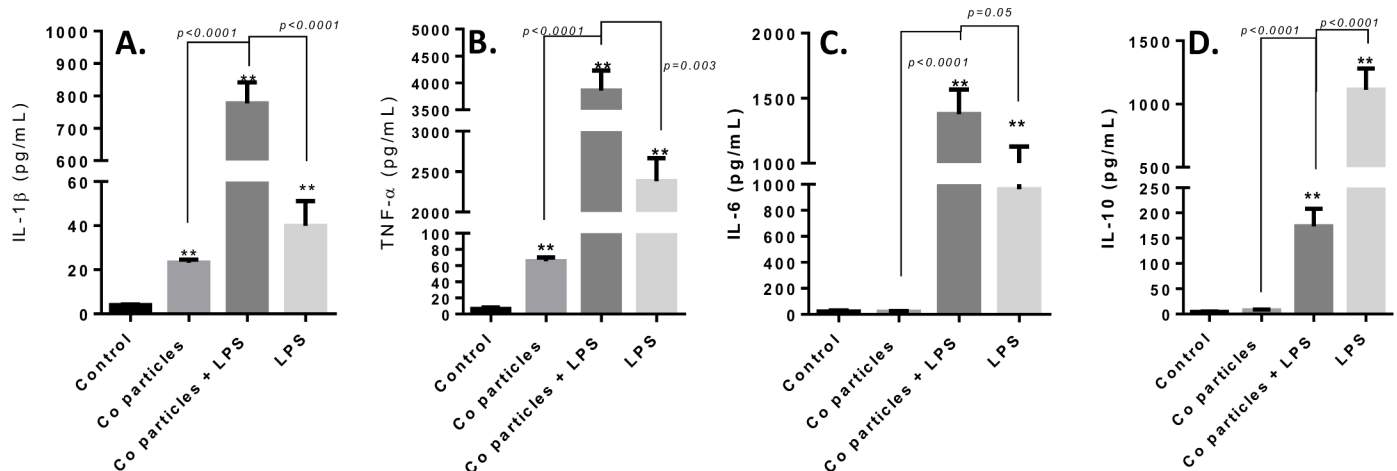 A.
p<0.0001
p<0.0001
IL-1β (pg/mL)
1000
900
800
700
600
60
40
20
0
**
**
**
Control
Co particles
Co particles + LPS
LPS
B.
p<0.0001
p=0.003
TNF-α (pg/mL)
5000
4500
4000
3500
3000
2500
2000
100
80
60
40
20
0
**
**
**
Control
Co particles
Co particles + LPS
LPS
C.
p=0.05
p<0.0001
IL-6 (pg/mL)
2000
1500
1000
1000
800
600
400
200
0
**
**
Control
Co particles
Co particles + LPS
LPS
D.
p<0.0001
p<0.0001
IL-10 (pg/mL)
1500
1000
500
250
200
150
100
50
0
**
**
Control
Co particles
Co particles + LPS
LPS